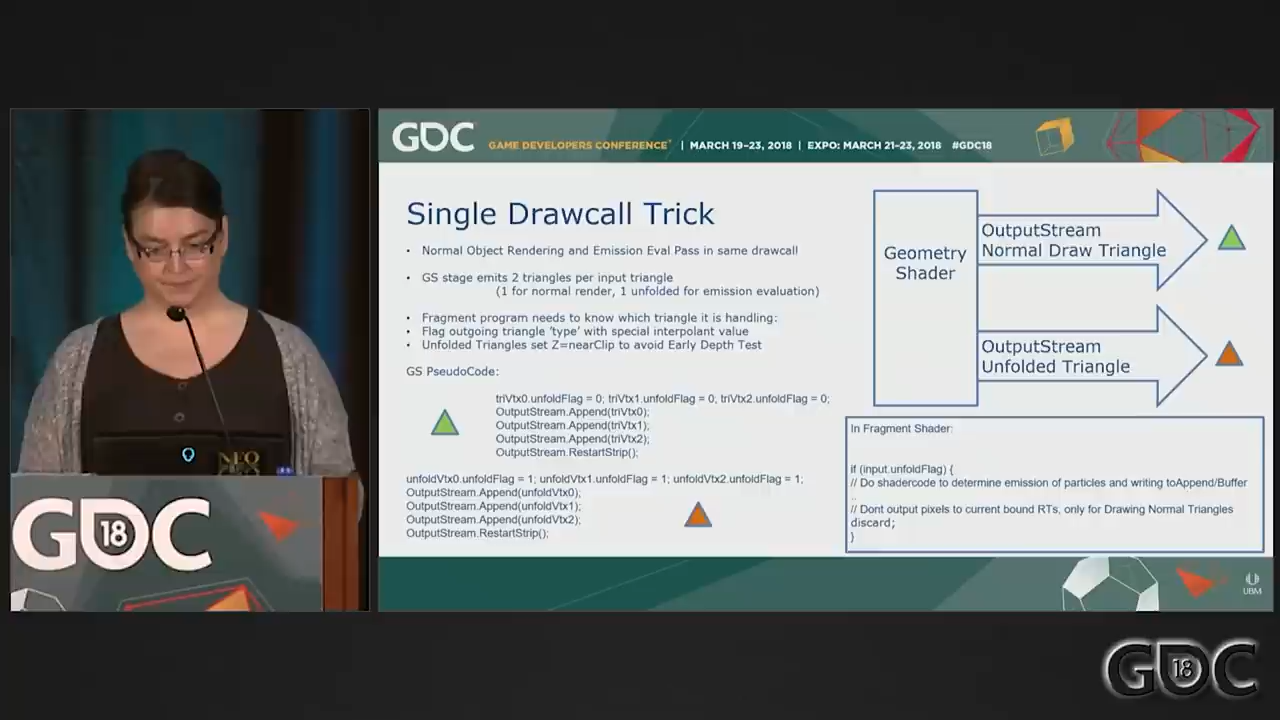 GDC
GAME DEVELOPERS CONFERENCE | MARCH 19–23, 2018 | EXPO: MARCH 21–23, 2018 #GDC18
Single Drawcall Trick
• Normal Object Rendering and Emission Eval Pass in same drawcall
• GS stage emits 2 triangles per input triangle
(1 for normal render, 1 unfolded for emission evaluation)
• Fragment program needs to know which triangle it is handling:
• Flag outgoing triangle 'type' with special interpolant value
• Unfolded Triangles set Z=nearClip to avoid Early Depth Test
GS PseudoCode:
triVtx0.unfoldFlag = 0; triVtx1.unfoldFlag = 0, triVtx2.unfoldFlag = 0;
OutputStream.Append(triVtx0);
OutputStream.Append(triVtx1);
OutputStream.Append(triVtx2);
OutputStream.RestartStrip();
unfoldVtx0.unfoldFlag = 1; unfoldVtx1.unfoldFlag = 1; unfoldVtx2.unfoldFlag = 1;
OutputStream.Append(unfoldVtx0);
OutputStream.Append(unfoldVtx1);
OutputStream.Append(unfoldVtx2);
OutputStream.RestartStrip();
Geometry
Shader
OutputStream
Normal Draw Triangle
OutputStream
Unfolded Triangle
In Fragment Shader:
if (input.unfoldFlag) {
// Do shadercode to determine emission of particles and writing toAppend/Buffer
..
// Dont output pixels to current bound RTs, only for Drawing Normal Triangles
discard;
}
UBM
NEO
GDC
18
GDC
18